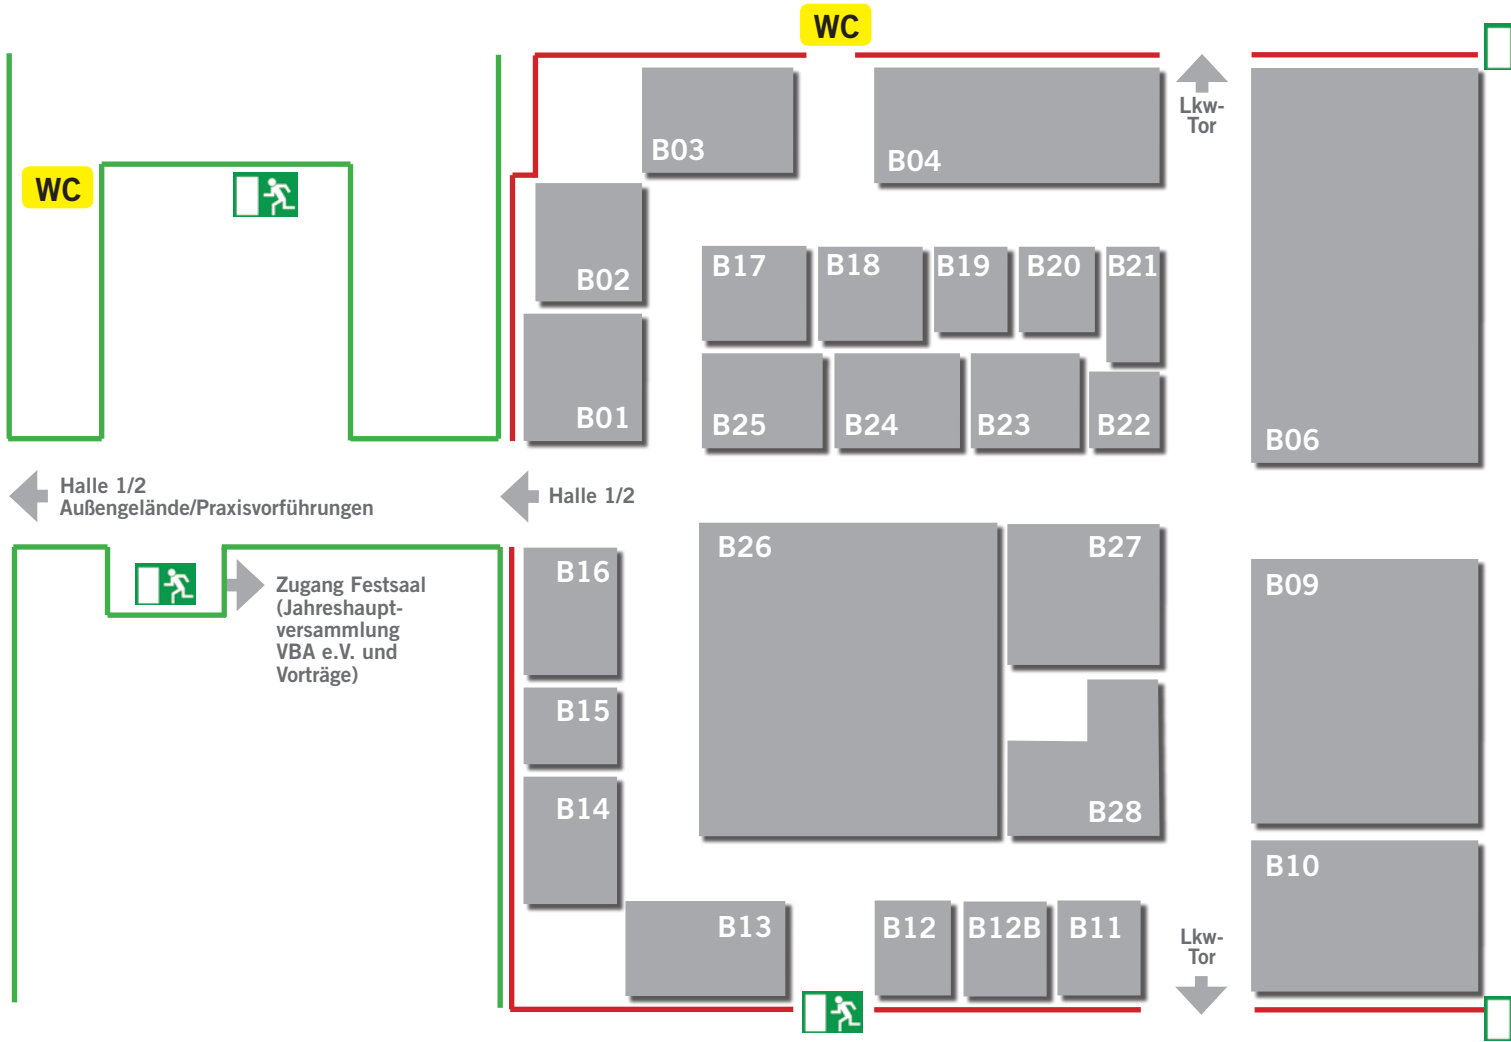 WC
Lkw-
Tor
B03
B04
WC
B02
B17
B18
B19
B20
B21
B01
B25
B24
B23
B22
B06
Halle 1/2
Außengelände/Praxisvorführungen
Halle 1/2
B26
B27
B16
B09
Zugang Festsaal
(Jahreshaupt-
versammlung
VBA e.V. und
Vorträge)
B15
B14
B28
B10
B13
B12
B12B
B11
Lkw-
Tor